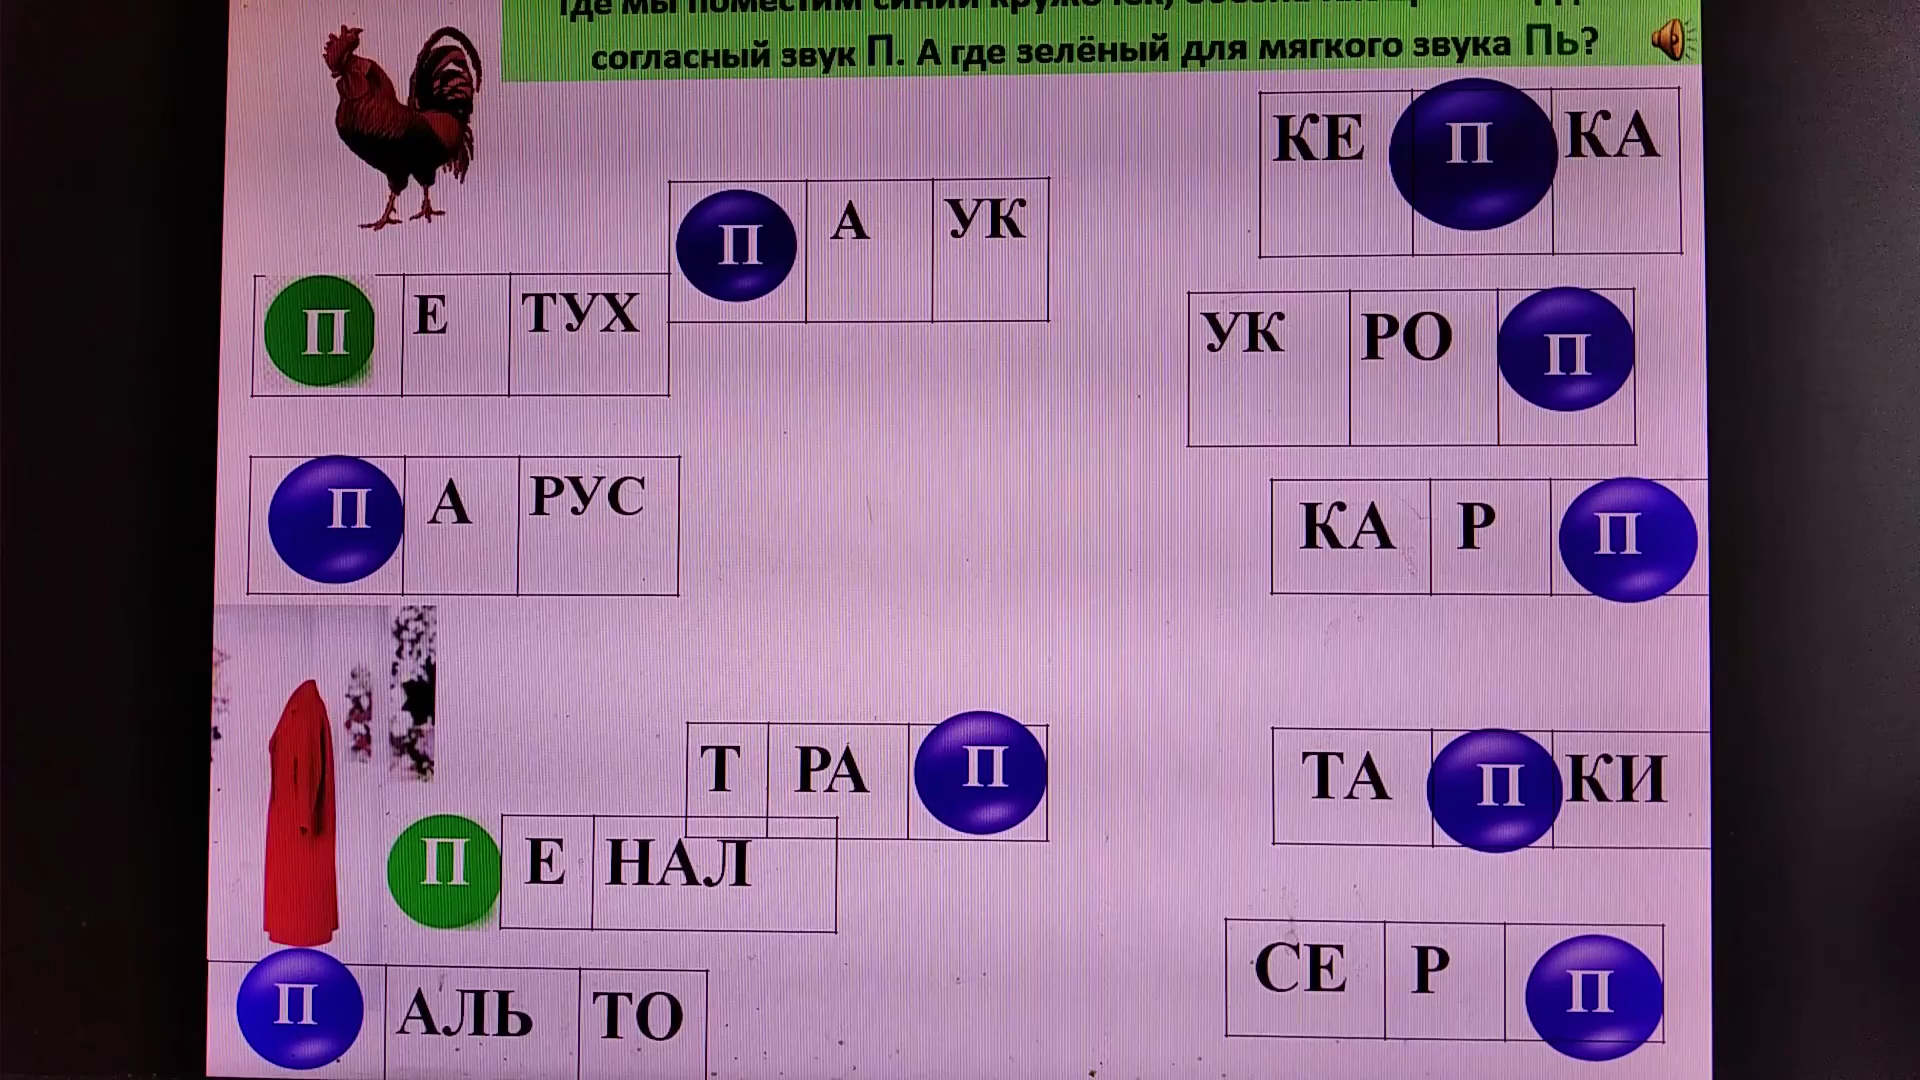 согласный звук П. А где зелёный для мягкого звука Пь?
КЕ П КА
П А УК
П Е ТУХ
УК РО П
П А РУС
КА Р П
Т РА П
ТА П КИ
П Е НАЛ
СЕ Р П
П АЛЬ ТО